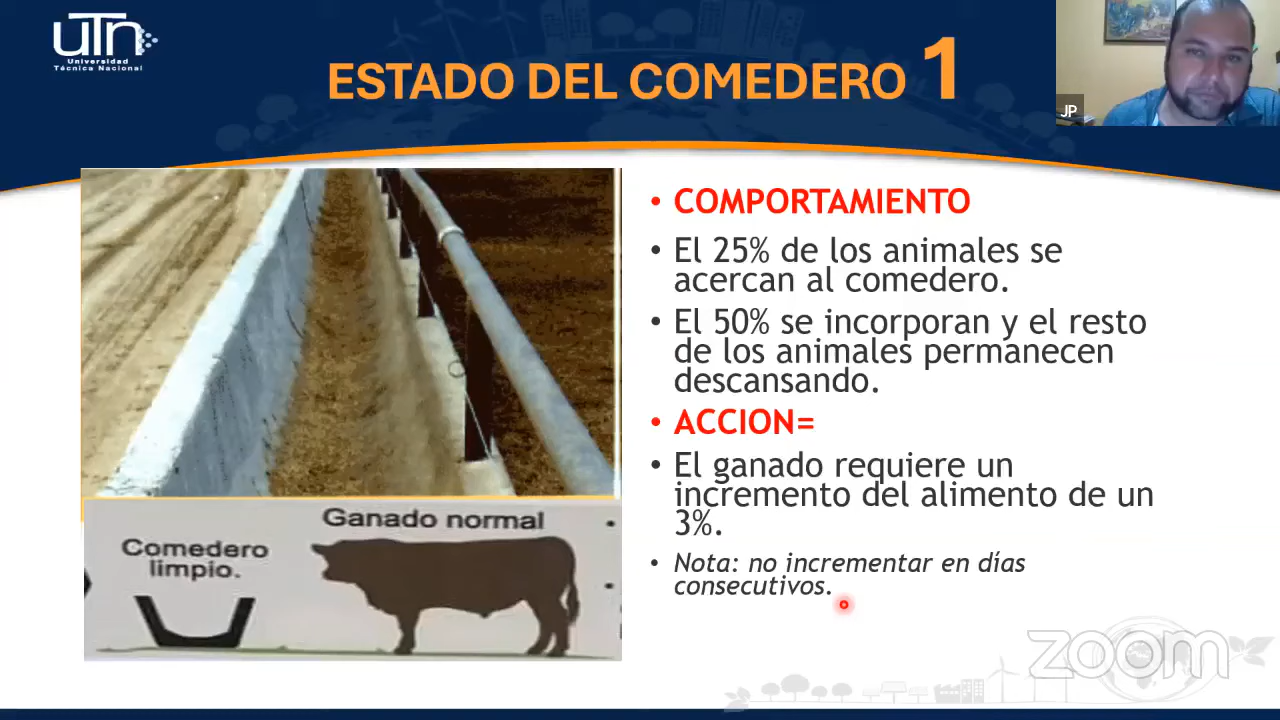 UTn
Universidad
Técnica Nacional
ESTADO DEL COMEDERO 1
JP
• COMPORTAMIENTO
• El 25% de los animales se
acercan al comedero.
• El 50% se incorporan y el resto
de los animales permanecen
descansando.
• ACCION=
• El ganado requiere un
incremento del alimento de un
3%.
• Nota: no incrementar en días
consecutivos.
Ganado normal
Comedero
limpio.
zoom